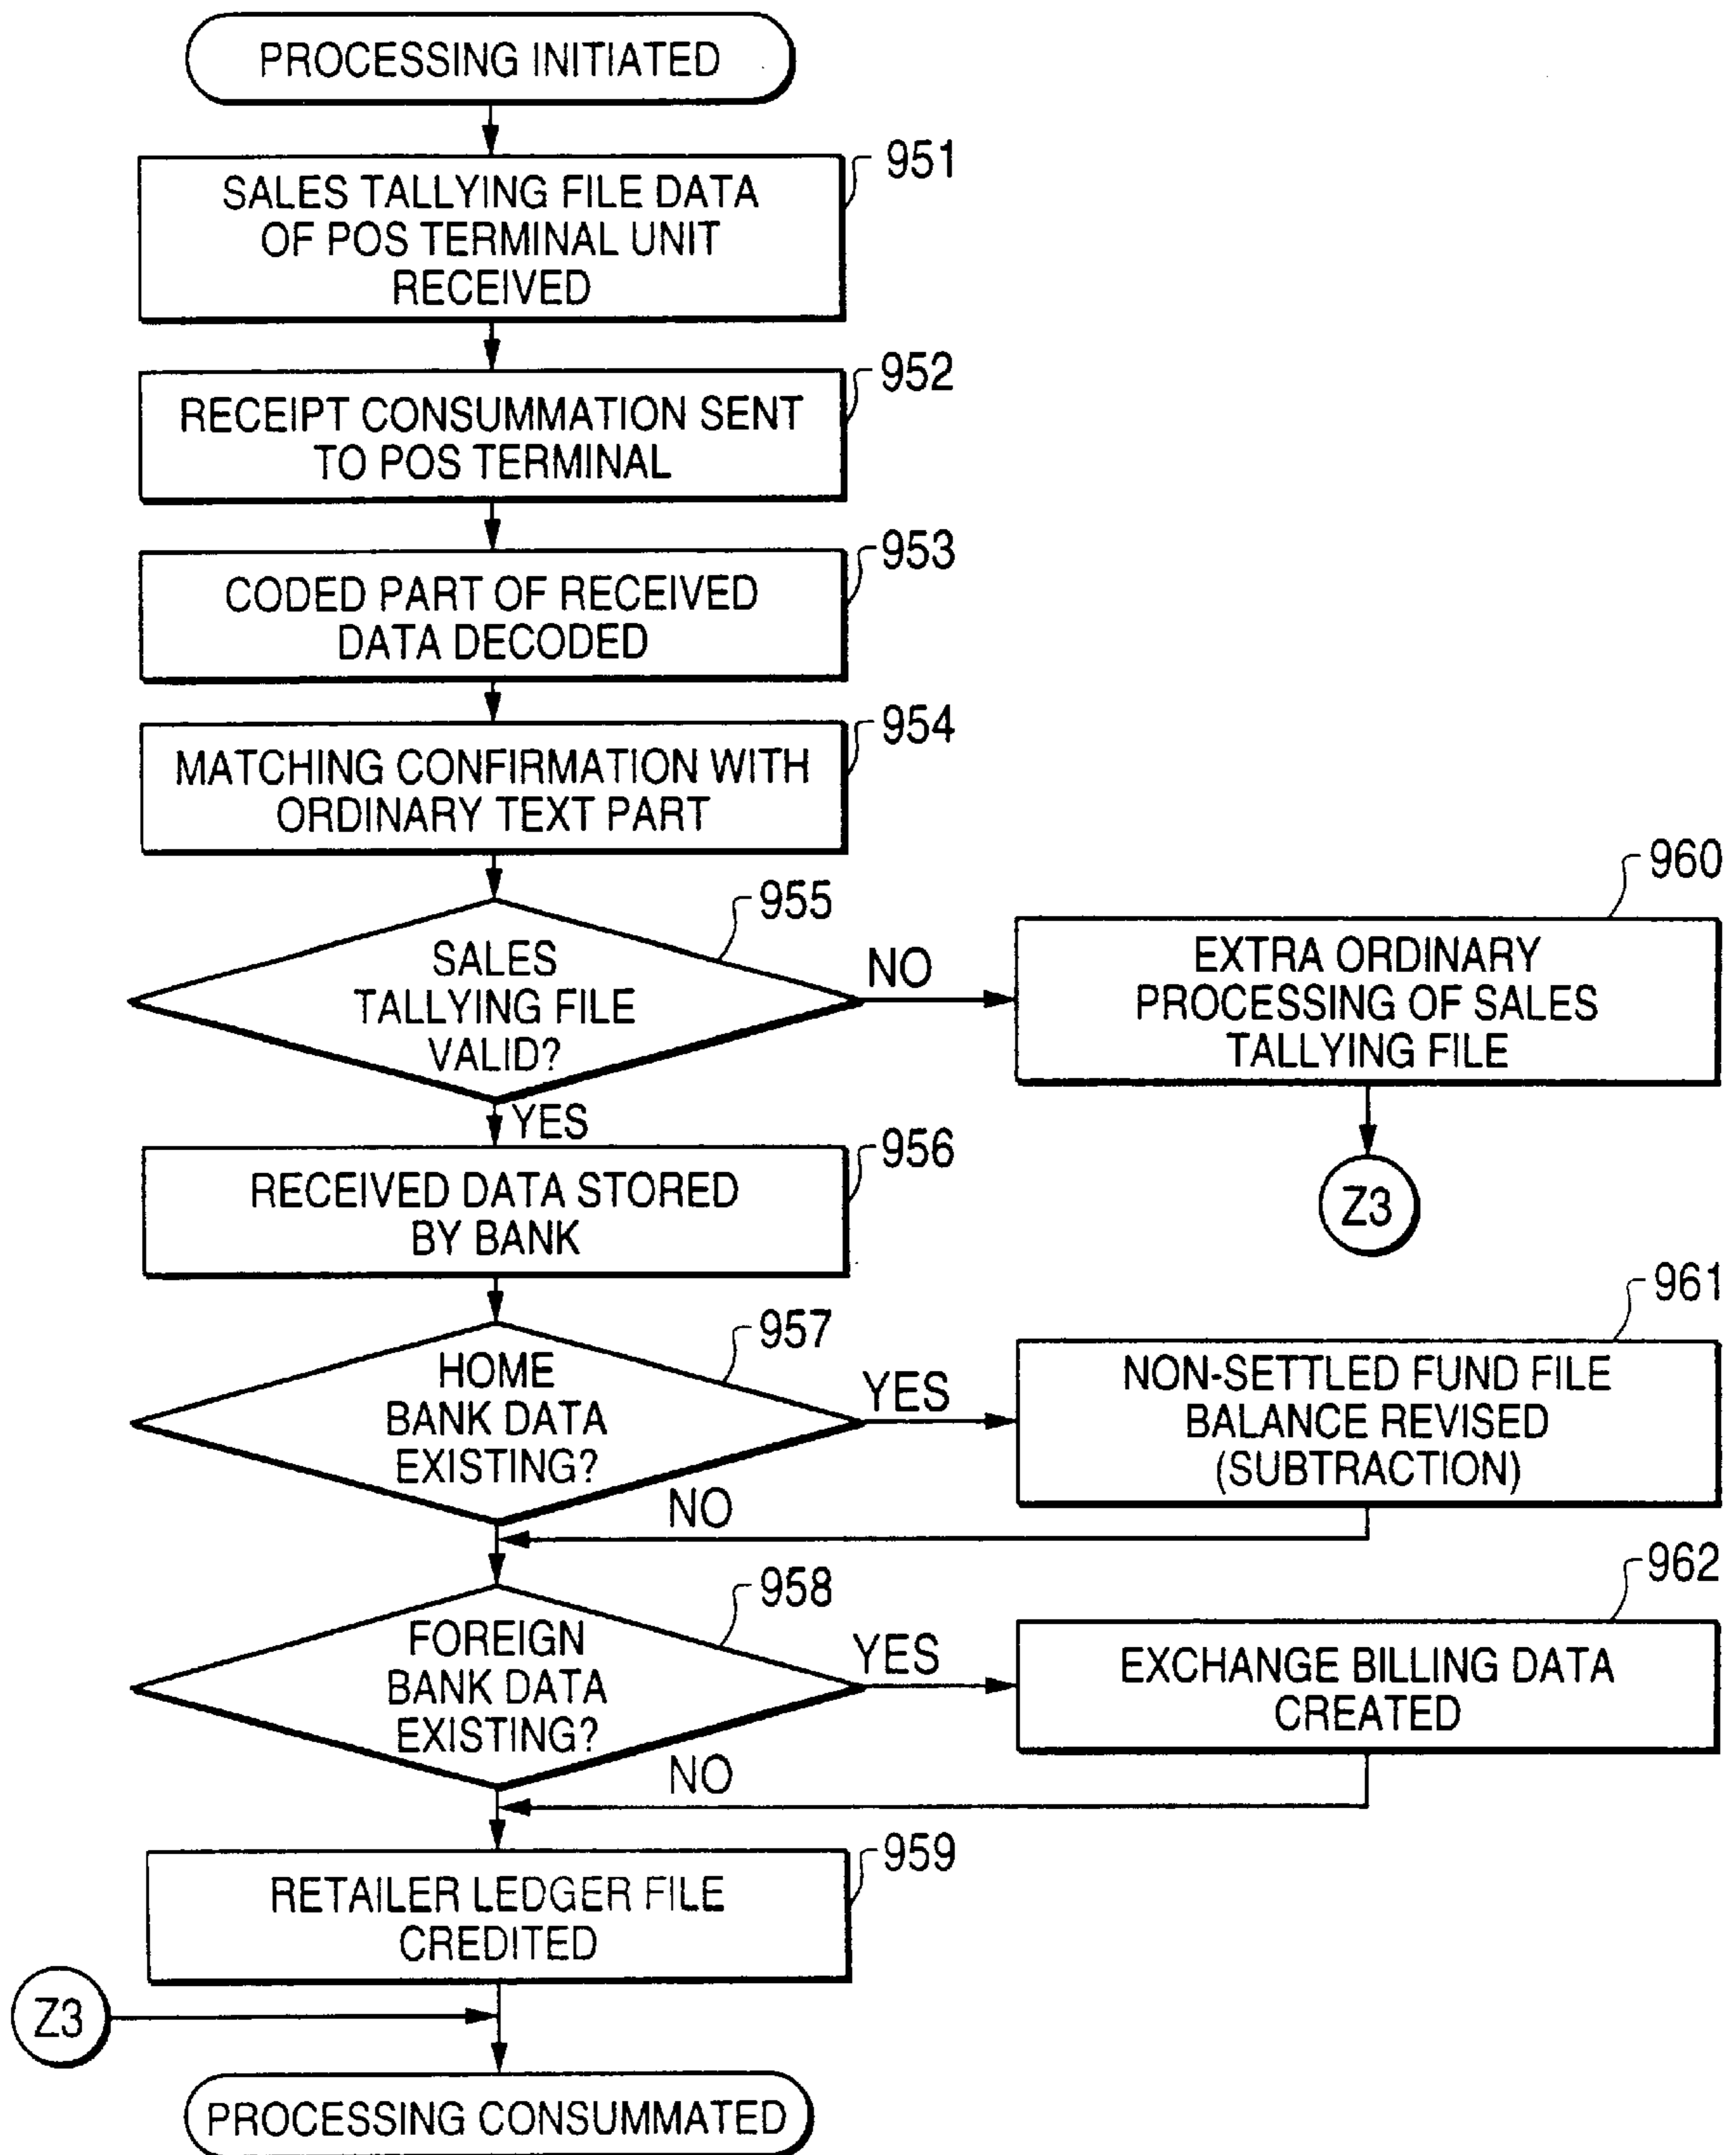 PROCESSING INITIATED
951
SALES TALLYING FILE DATA
OF POS TERMINAL UNIT
RECEIVED
952
RECEIPT CONSUMMATION SENT
TO POS TERMINAL
953
CODED PART OF RECEIVED
DATA DECODED
954
MATCHING CONFIRMATION WITH
ORDINARY TEXT PART
955
SALES
TALLYING FILE
VALID?
NO
960
EXTRA ORDINARY
PROCESSING OF SALES
TALLYING FILE
Z3
YES
956
RECEIVED DATA STORED
BY BANK
957
HOME
BANK DATA
EXISTING?
YES
961
NON-SETTLED FUND FILE
BALANCE REVISED
(SUBTRACTION)
NO
958
FOREIGN
BANK DATA
EXISTING?
YES
962
EXCHANGE BILLING DATA
CREATED
NO
959
RETAILER LEDGER FILE
CREDITED
Z3
PROCESSING CONSUMMATED